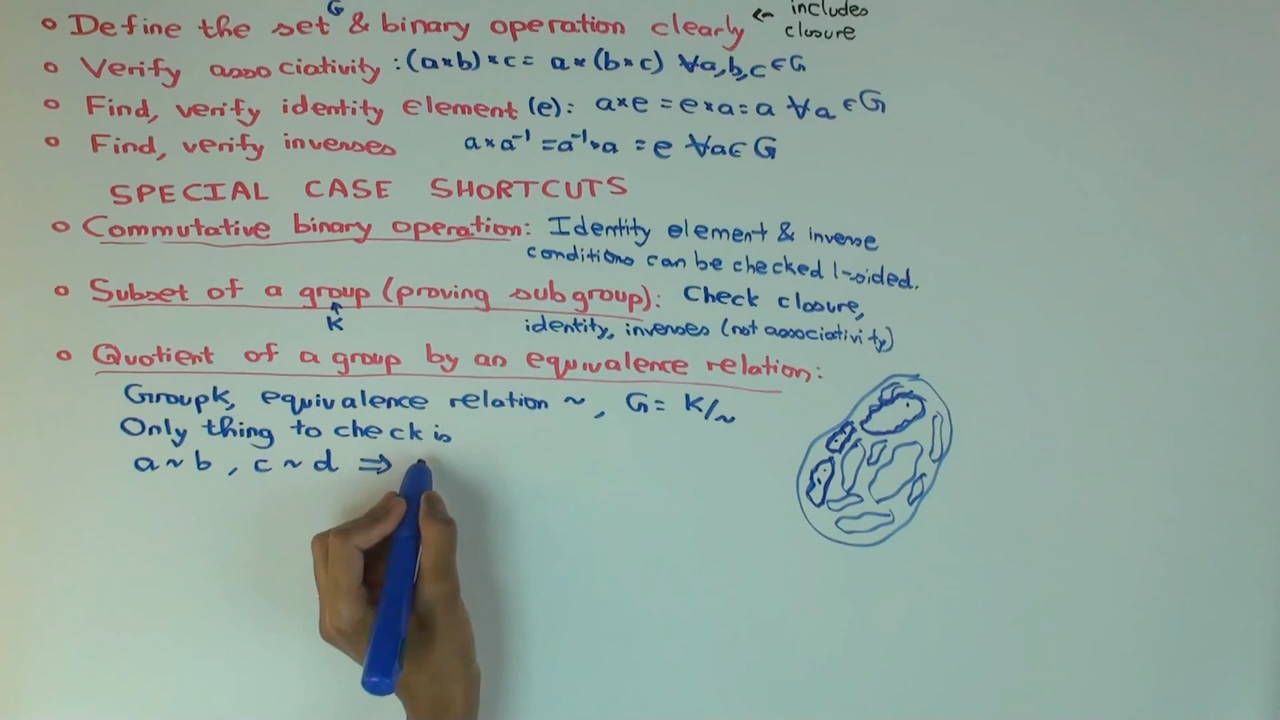 G
o Define the set & binary operation clearly ← includes closure
o Verify associativity : (a*b)*c = a*(b*c) ∀a,b,c ∈ G
o Find, verify identity element (e): a*e = e*a = a ∀a ∈ G
o Find, verify inverses a*a⁻¹ = a⁻¹*a = e ∀a ∈ G
SPECIAL CASE SHORTCUTS
o Commutative binary operation: Identity element & inverse
conditions can be checked 1-sided.
o Subset of a group (proving subgroup): Check closure,
↑
K
identity, inverses (not associativity)
o Quotient of a group by an equivalence relation:
Group K, equivalence relation ~, G = K/~
Only thing to check is
a ~ b, c ~ d ⇒